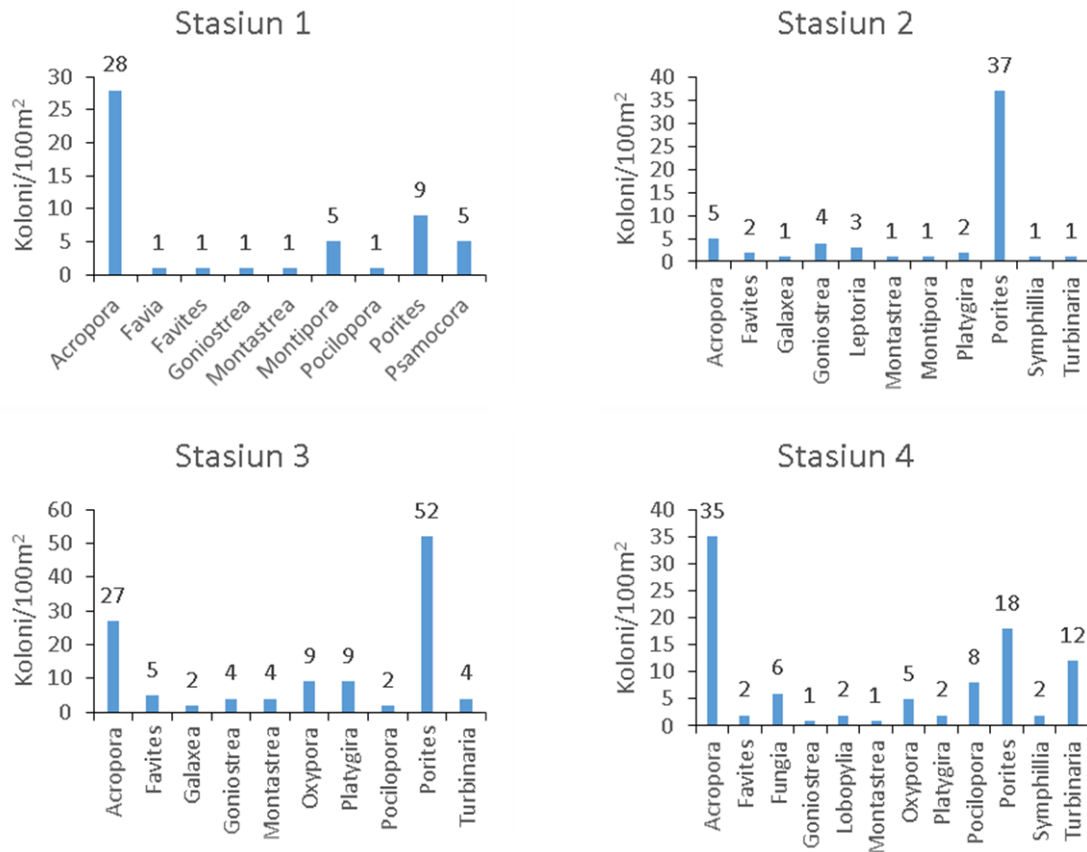 Stasiun 1
Koloni/100m²
30
25
20
15
10
5
0
28
1
1
1
1
5
1
9
5
Acropora
Favia
Favites
Goniostrea
Montastrea
Montipora
Pocilopora
Porites
Psamocora
Stasiun 2
Koloni/100m²
40
35
30
25
20
15
10
5
0
5
2
1
4
3
1
1
2
37
1
1
Acropora
Favites
Galaxea
Goniostrea
Leptoria
Montastrea
Montipora
Platygira
Porites
Symphillia
Turbinaria
Stasiun 3
Koloni/100m²
60
50
40
30
20
10
0
27
5
2
4
4
9
9
2
52
4
Acropora
Favites
Galaxea
Goniostrea
Montastrea
Oxypora
Platygira
Pocilopora
Porites
Turbinaria
Stasiun 4
Koloni/100m²
40
35
30
25
20
15
10
5
0
35
2
6
1
2
1
5
2
8
18
2
12
Acropora
Favites
Fungia
Goniostrea
Lobopylia
Montastrea
Oxypora
Platygira
Pocilopora
Porites
Symphillia
Turbinaria